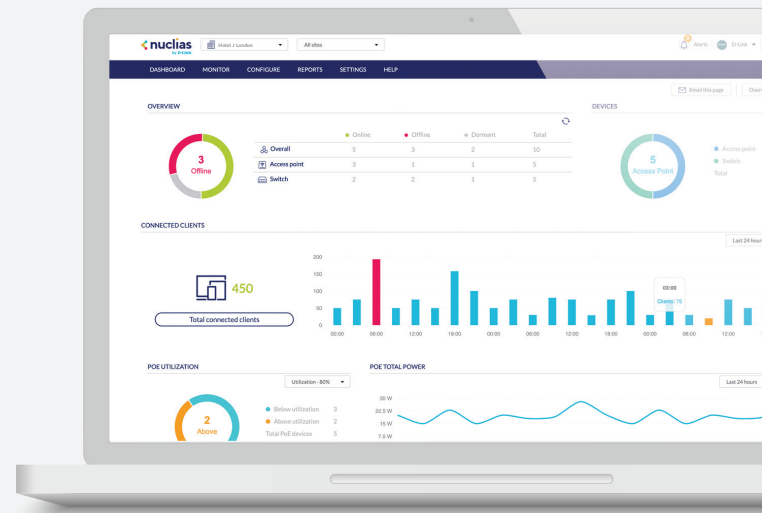 nuclias
by D-Link
Hotel J London
All sites
Alerts
D-Link
DASHBOARD MONITOR CONFIGURE REPORTS SETTINGS HELP
Email this page
OVERVIEW
DEVICES
Online Offline Dormant Total
Overall 5 3 2 10
Access point 3 1 1 5
Switch 2 2 1 5
3
Offline
5
Access Point
Access point
Switch
Total
CONNECTED CLIENTS
Last 24 hour
450
Total connected clients
200
150
100
50
0
03:00
Clients: 75
00:00 06:00 12:00 18:00 00:00 06:00 12:00 18:00 00:00 06:00 12:00
POE UTILIZATION
POE TOTAL POWER
Utilization - 80%
Last 24 hours
2
Above
Below utilization 3
Above utilization 2
Total PoE devices 5
30 W
22.5 W
15 W
7.5 W